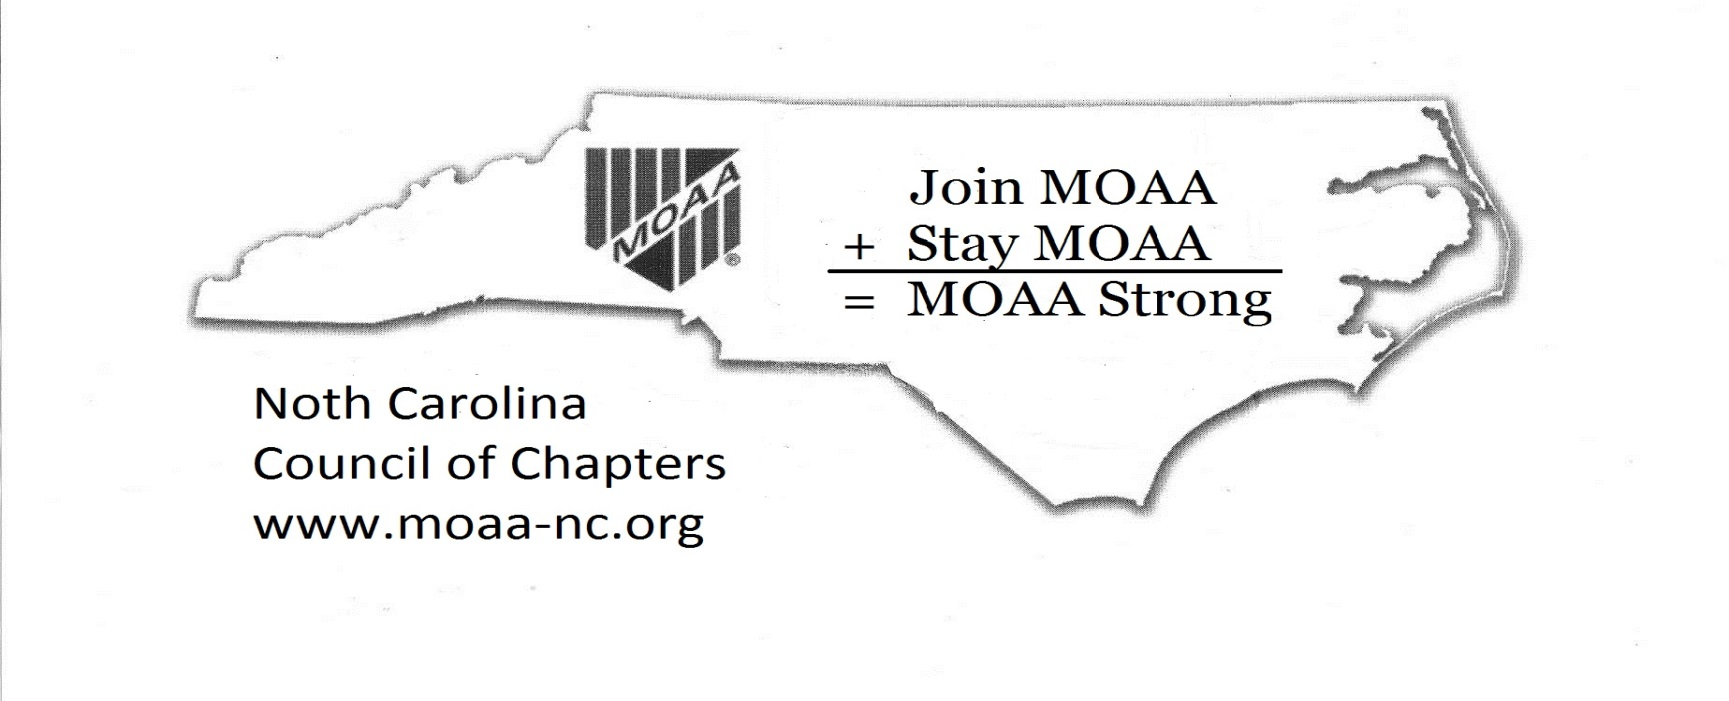 MOAA
®
Join MOAA
+ Stay MOAA
= MOAA Strong
Noth Carolina
Council of Chapters
www.moaa-nc.org